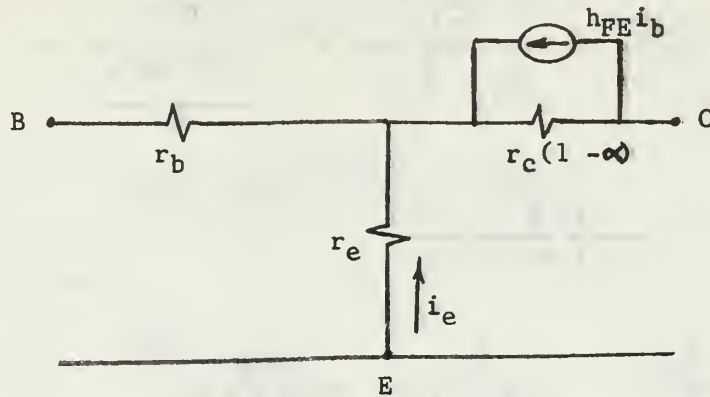 h_FE i_b
B
C
r_b
r_c(1 - α)
r_e
i_e
E